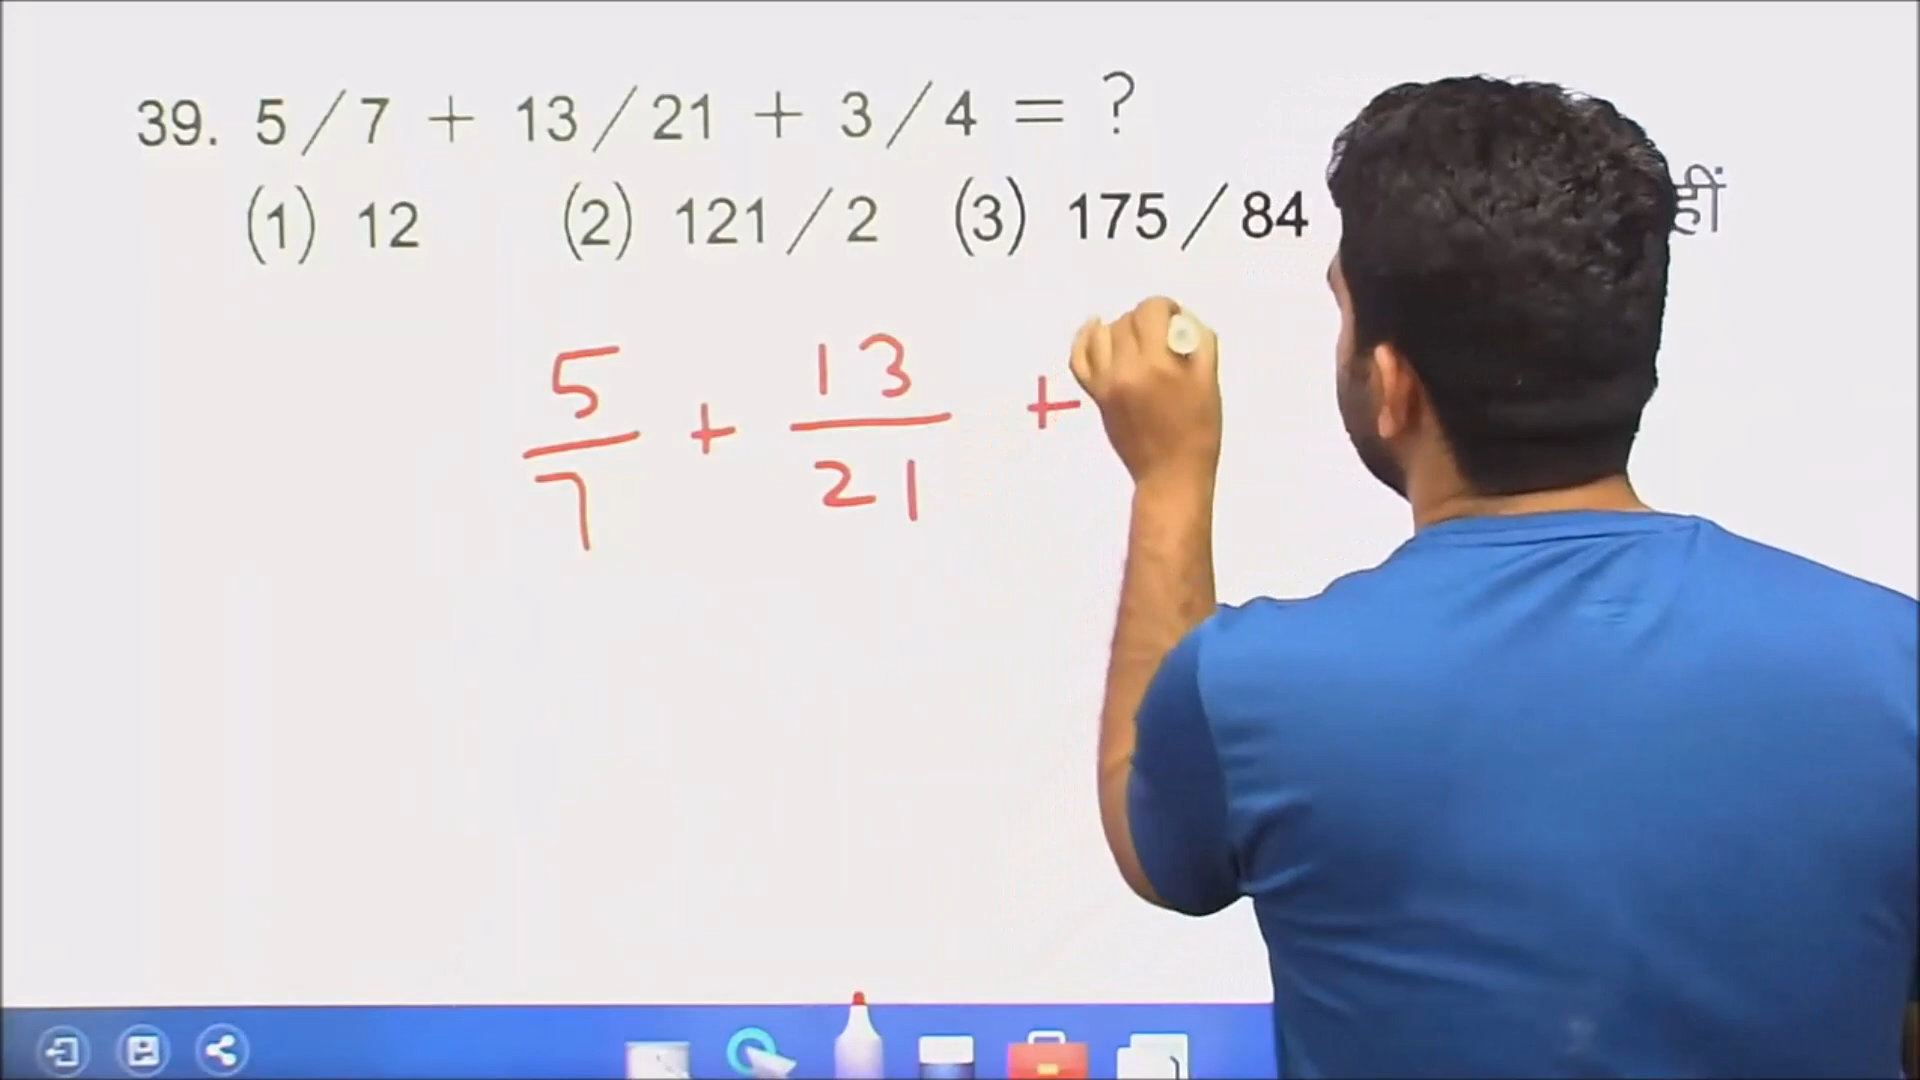 39. 5/7 + 13/21 + 3/4 = ?
(1) 12 (2) 121/2 (3) 175/84
5/7 + 13/21 +